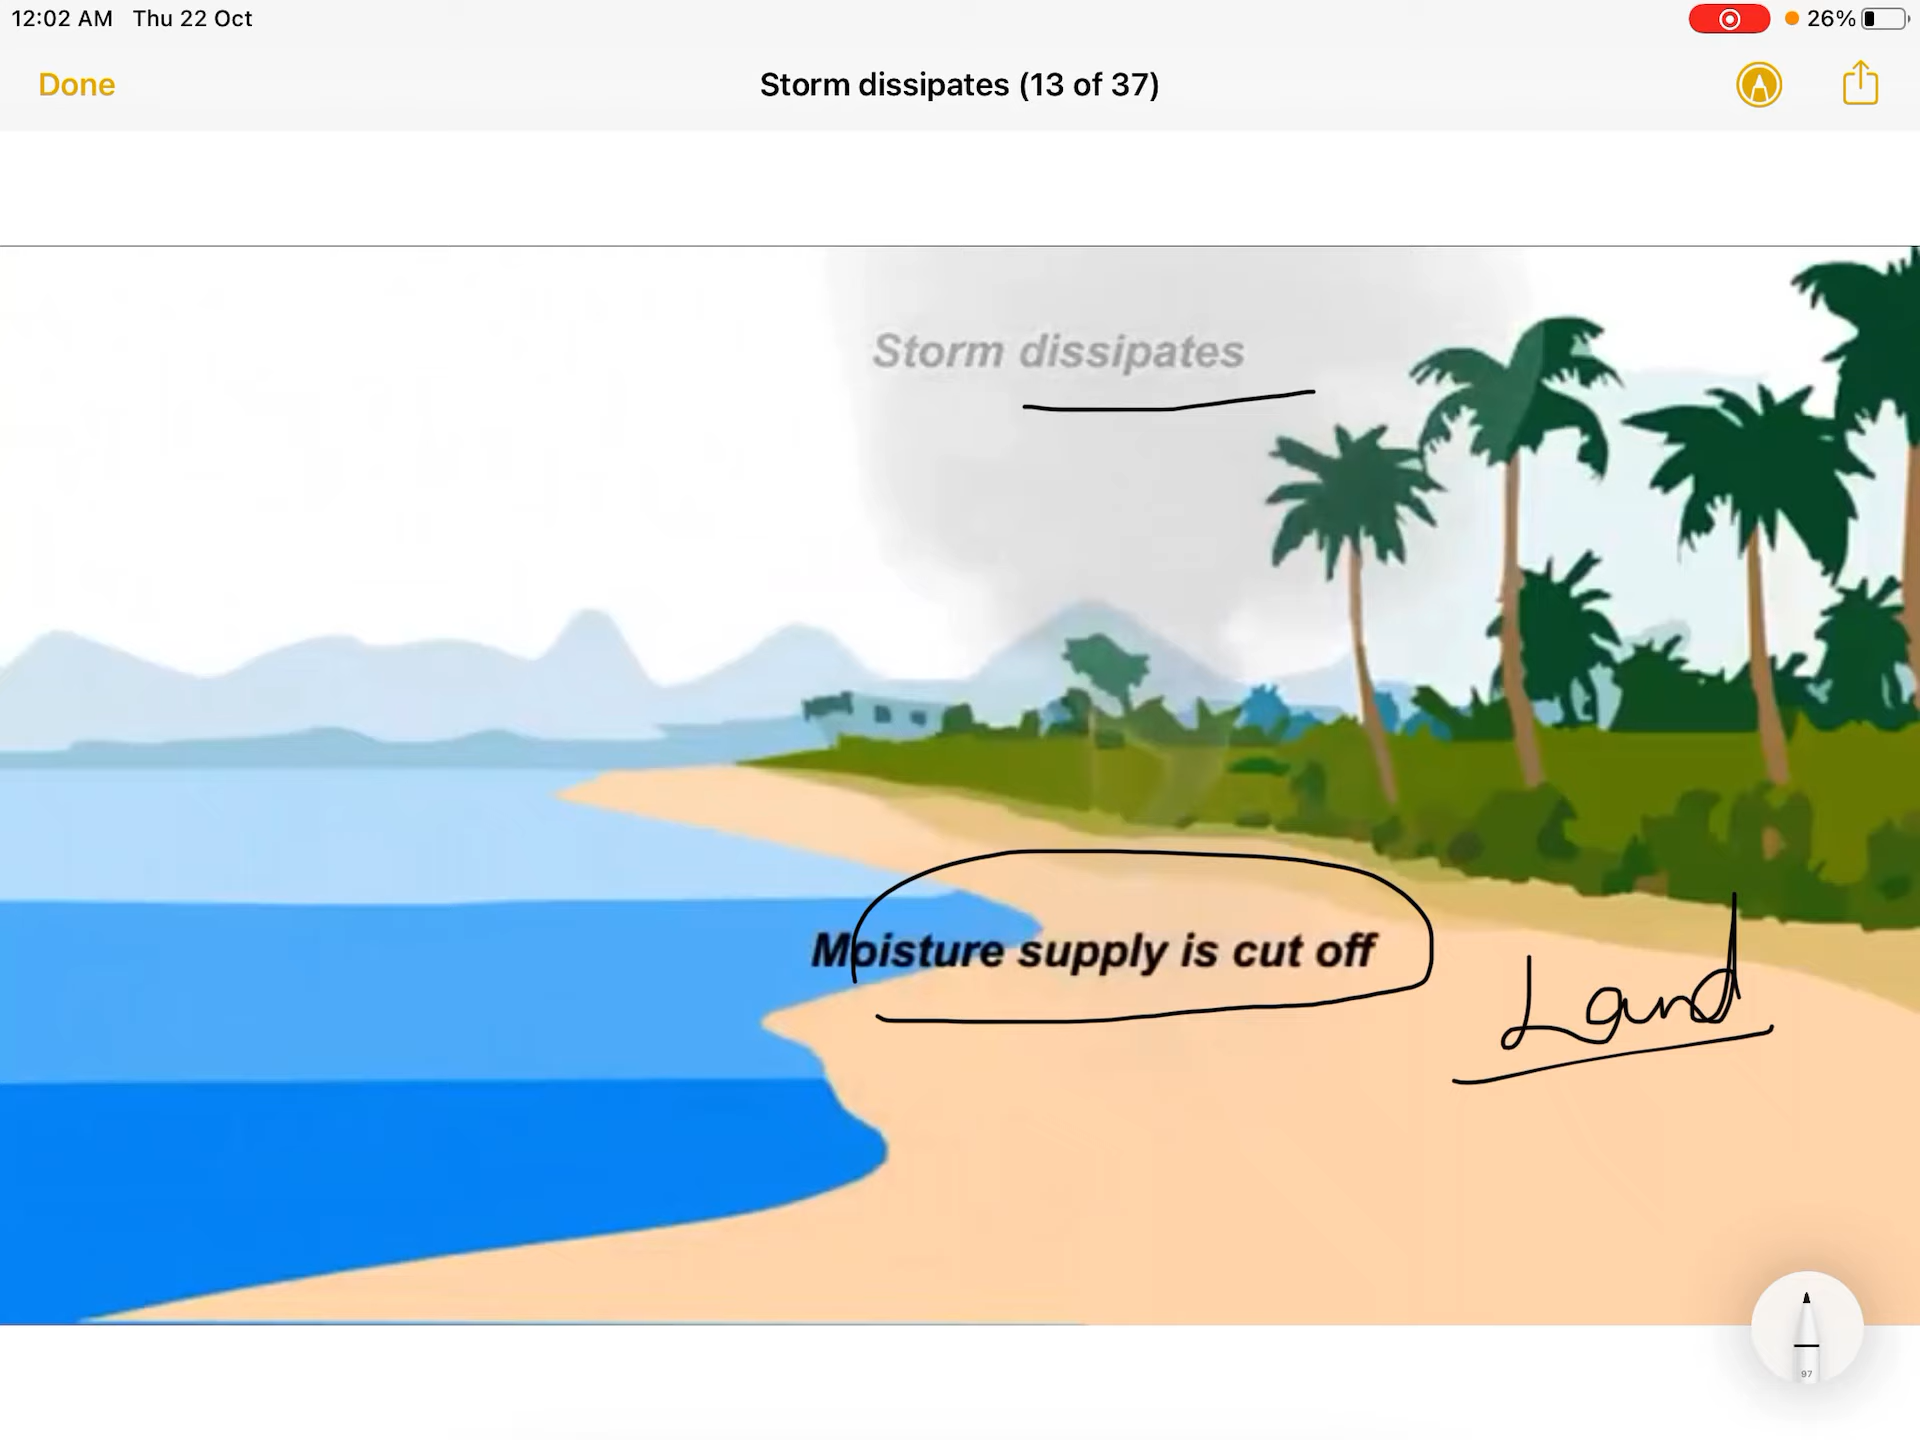 12:02 AM Thu 22 Oct
26%
Done
Storm dissipates (13 of 37)
Storm dissipates
Moisture supply is cut off
Land
97